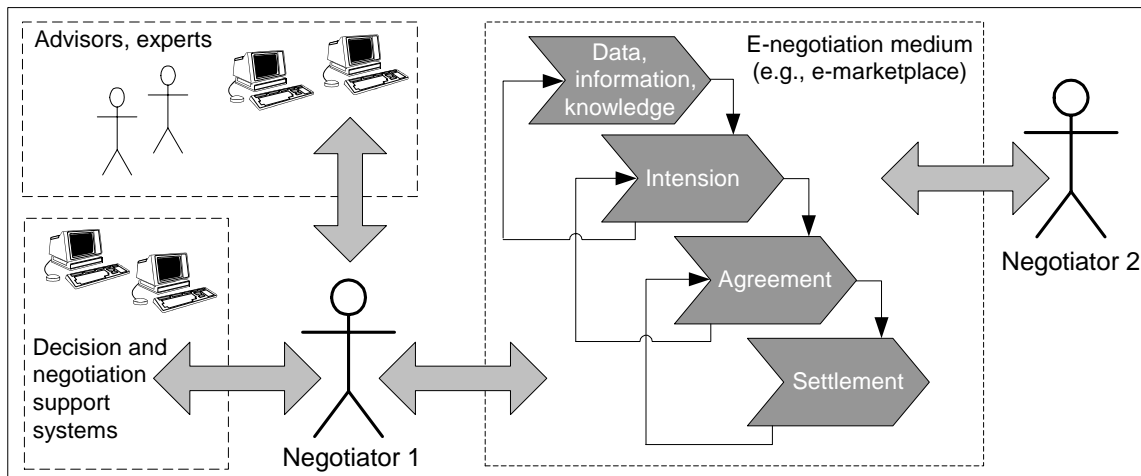 Advisors, experts
Data,
information,
knowledge
E-negotiation medium
(e.g., e-marketplace)
Intension
Negotiator 2
Agreement
Decision and
negotiation
support
systems
Settlement
Negotiator 1